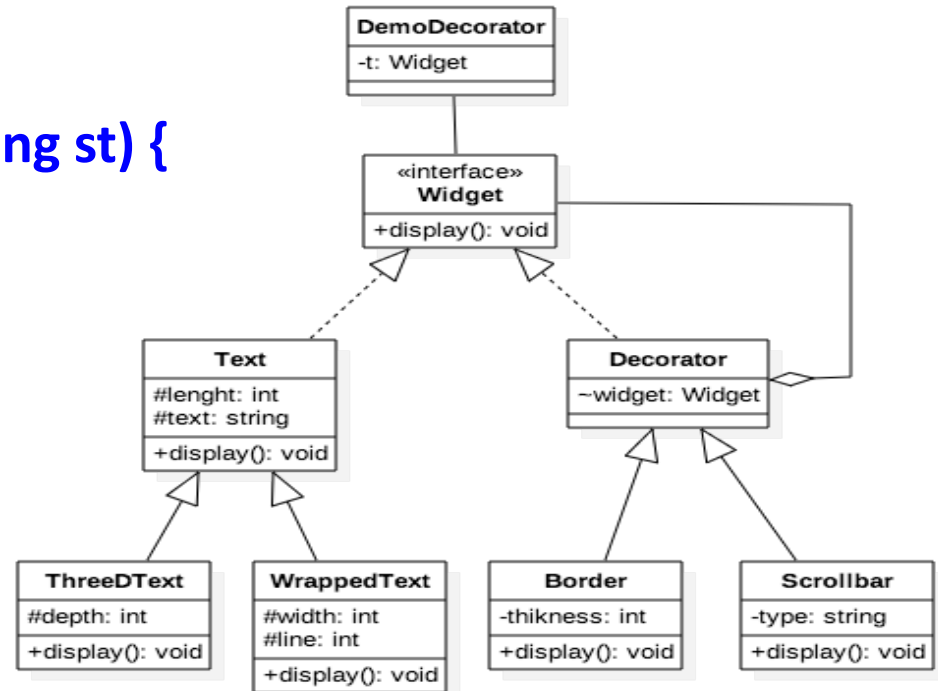 DemoDecorator
-t: Widget
ng st) {
«interface»
Widget
+display(): void
Text
#lenght: int
#text: string
+display(): void
Decorator
~widget: Widget
ThreeDText
#depth: int
+display(): void
WrappedText
#width: int
#line: int
+display(): void
Border
-thikness: int
+display(): void
Scrollbar
-type: string
+display(): void